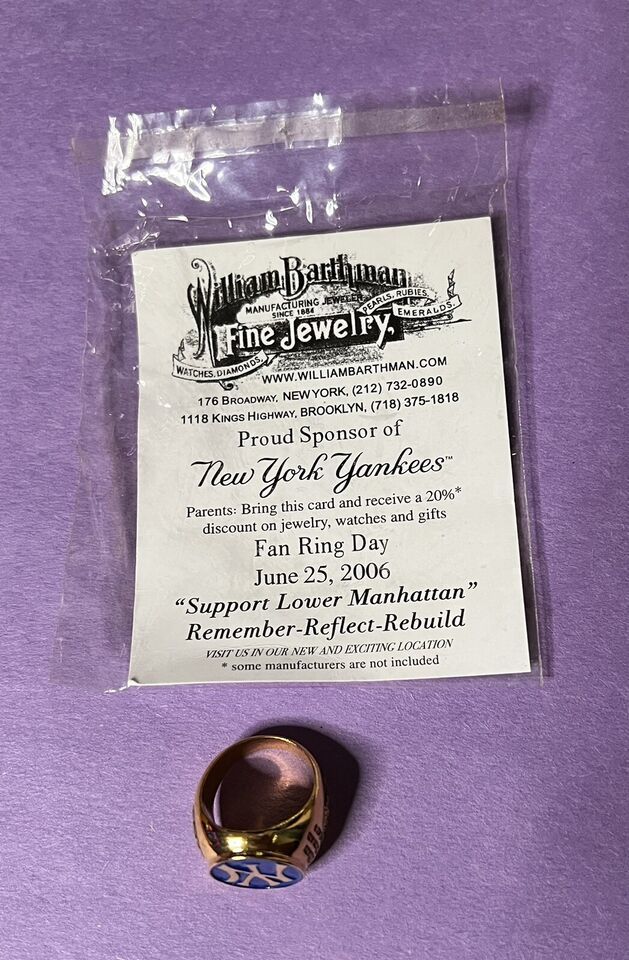 William Barthman
MANUFACTURING JEWELER
SINCE 1884
PEARLS, RUBIES,
EMERALDS.
Fine Jewelry.
WATCHES, DIAMONDS,
WWW.WILLIAMBARTHMAN.COM
176 BROADWAY, NEW YORK, (212) 732-0890
1118 KINGS HIGHWAY, BROOKLYN, (718) 375-1818
Proud Sponsor of
New York Yankees™
Parents: Bring this card and receive a 20%*
discount on jewelry, watches and gifts
Fan Ring Day
June 25, 2006
“Support Lower Manhattan”
Remember-Reflect-Rebuild
VISIT US IN OUR NEW AND EXCITING LOCATION
* some manufacturers are not included